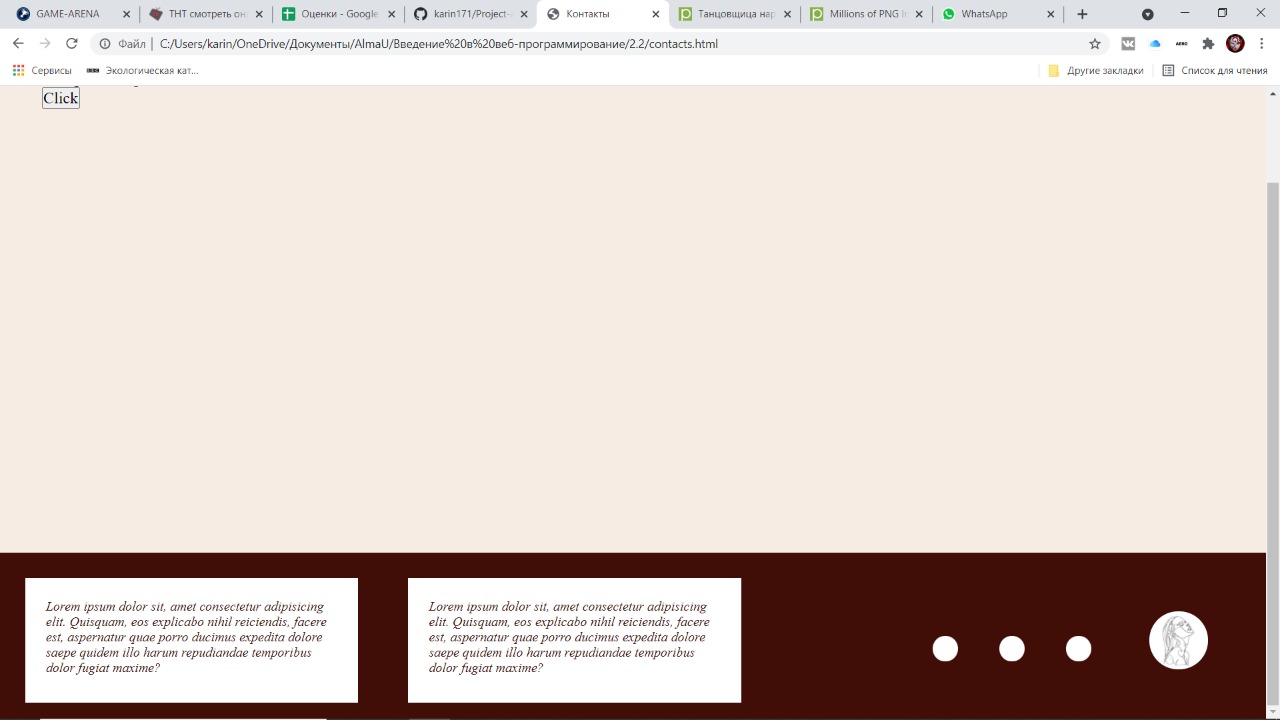 GAME-ARENA
ТНТ смотреть он
Оценки - Google
karin171/Project-
Контакты
Танцовщица нар
Millions of PNG I
WhatsApp
Файл
C:/Users/karin/OneDrive/Документы/AlmaU/Введение%20в%20веб-программирование/2.2/contacts.html
Сервисы
BBC Экологическая кат...
Другие закладки
Список для чтения
Click
Lorem ipsum dolor sit, amet consectetur adipisicing
elit. Quisquam, eos explicabo nihil reiciendis, facere
est, aspernatur quae porro ducimus expedita dolore
saepe quidem illo harum repudiandae temporibus
dolor fugiat maxime?
Lorem ipsum dolor sit, amet consectetur adipisicing
elit. Quisquam, eos explicabo nihil reiciendis, facere
est, aspernatur quae porro ducimus expedita dolore
saepe quidem illo harum repudiandae temporibus
dolor fugiat maxime?